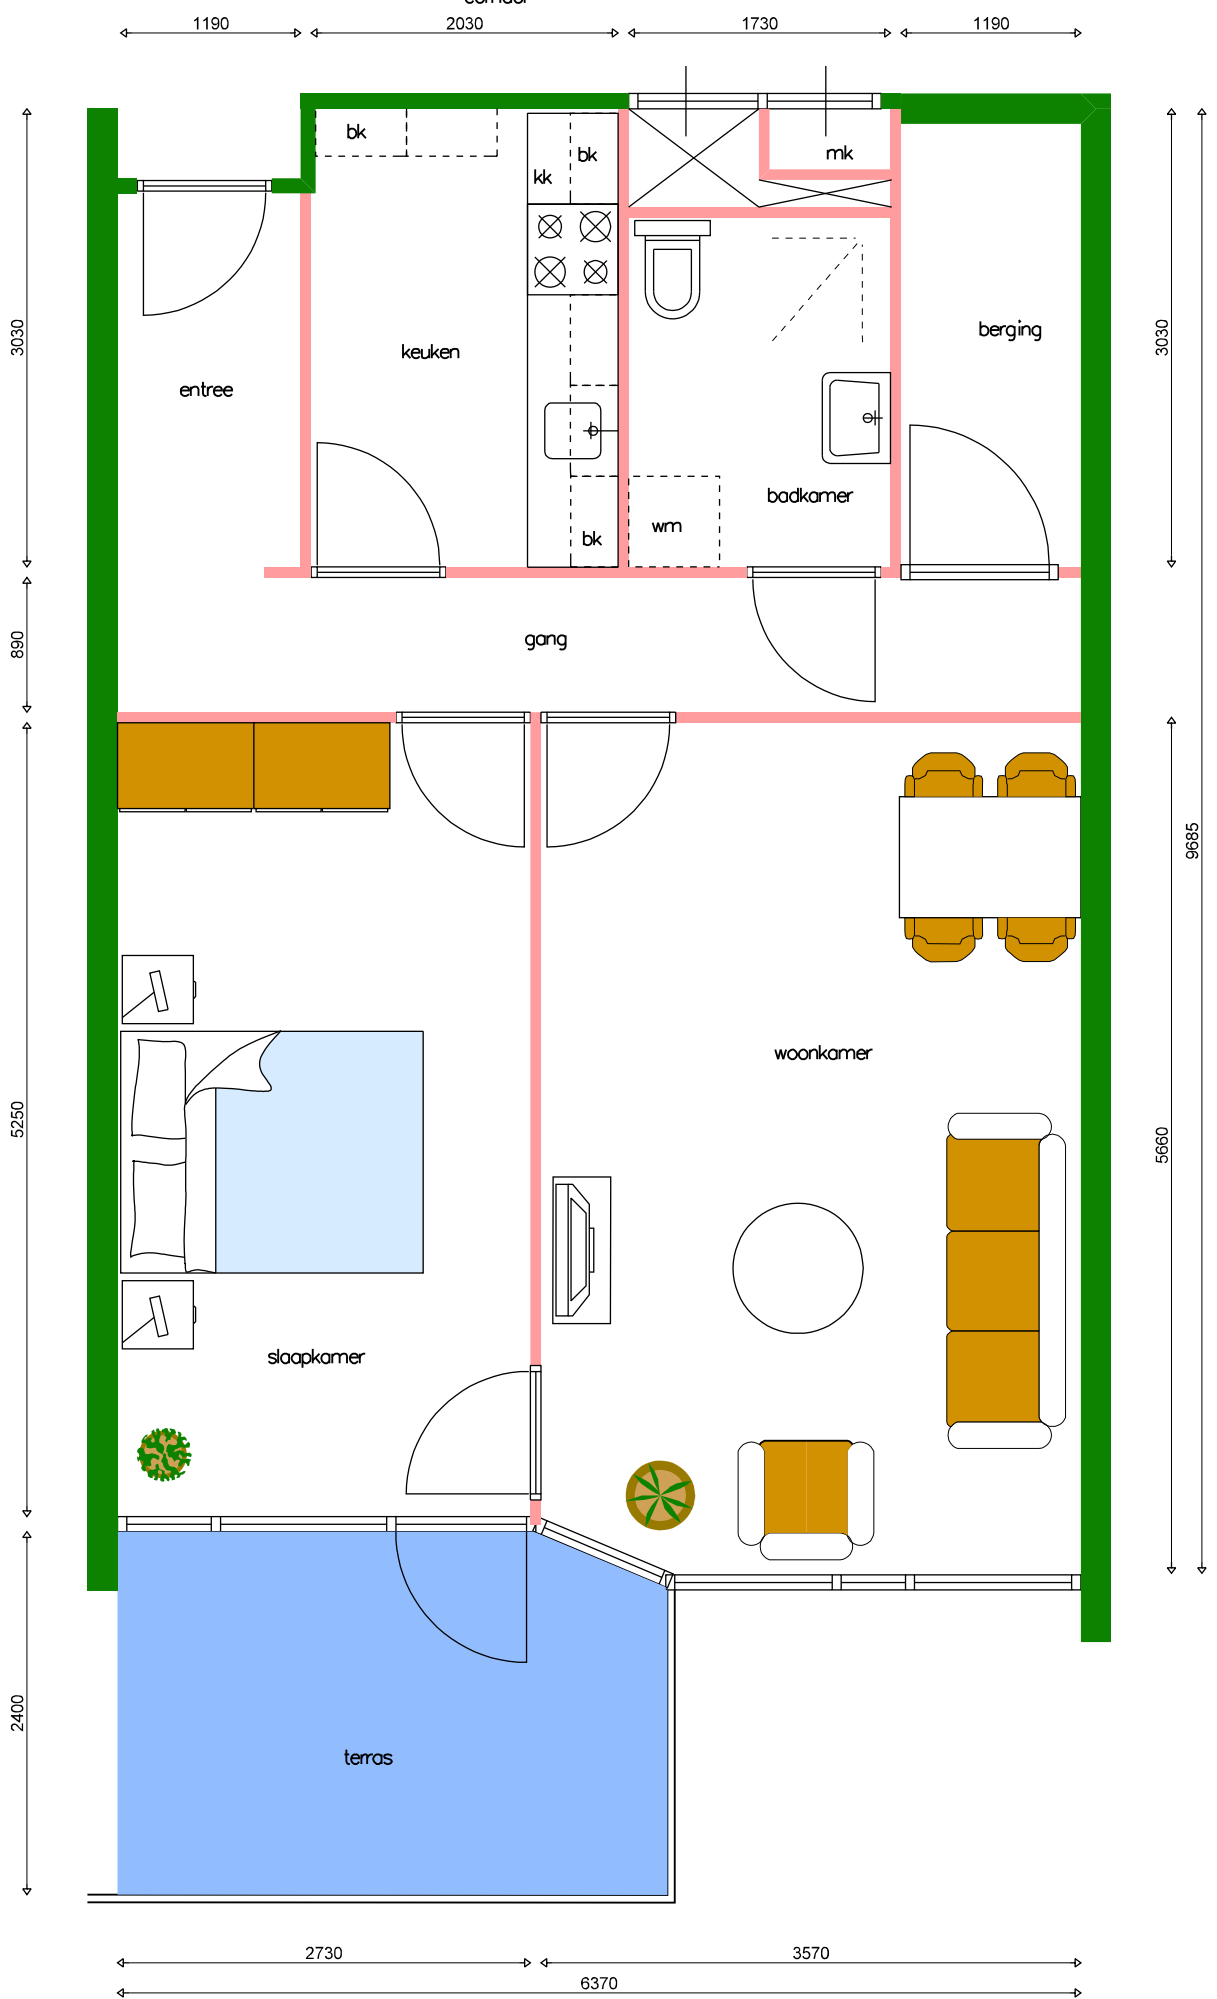 1190
2030
1730
1190
bk
bk
kk
mk
3030
3030
berging
keuken
entree
badkamer
wm
bk
890
gang
9685
woonkamer
5250
5660
slaapkamer
2400
terras
2730
3570
6370